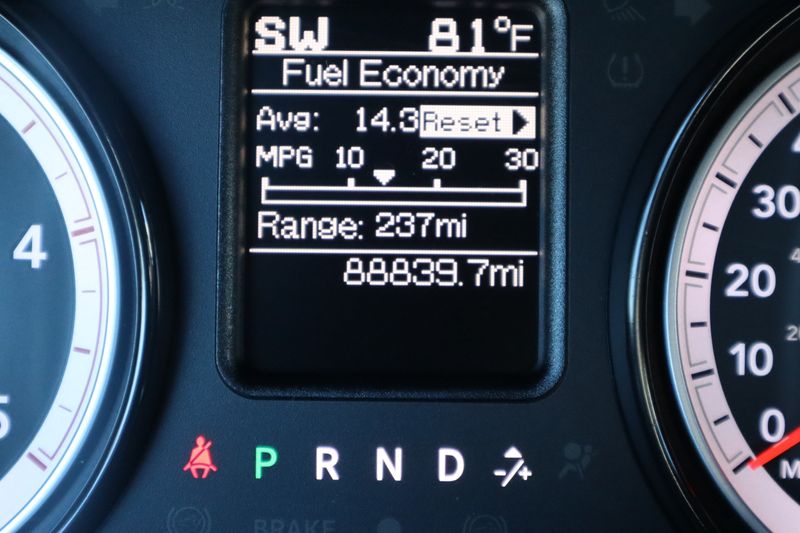 SW 81°F
Fuel Economy
Avg: 14.3 Reset
MPG 10 20 30
Range: 237mi
88839.7mi
4
5
30
20
10
0
P R N D -/+
BRAKE